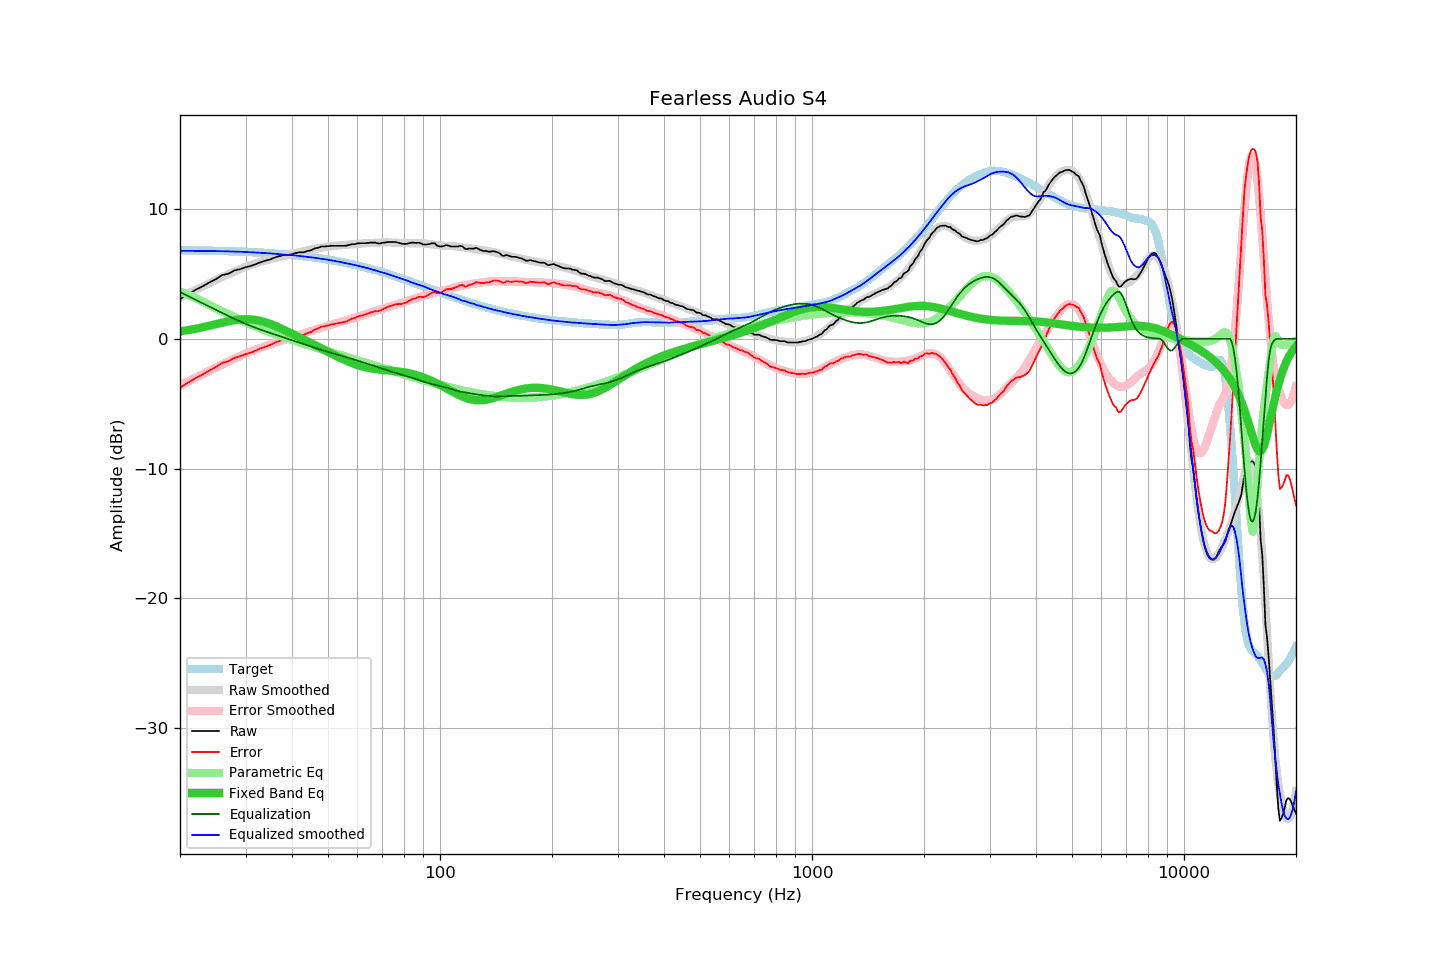 Fearless Audio S4
10
0
−10
−20
−30
Amplitude (dBr)
Target
Raw Smoothed
Error Smoothed
Raw
Error
Parametric Eq
Fixed Band Eq
Equalization
Equalized smoothed
100
1000
10000
Frequency (Hz)